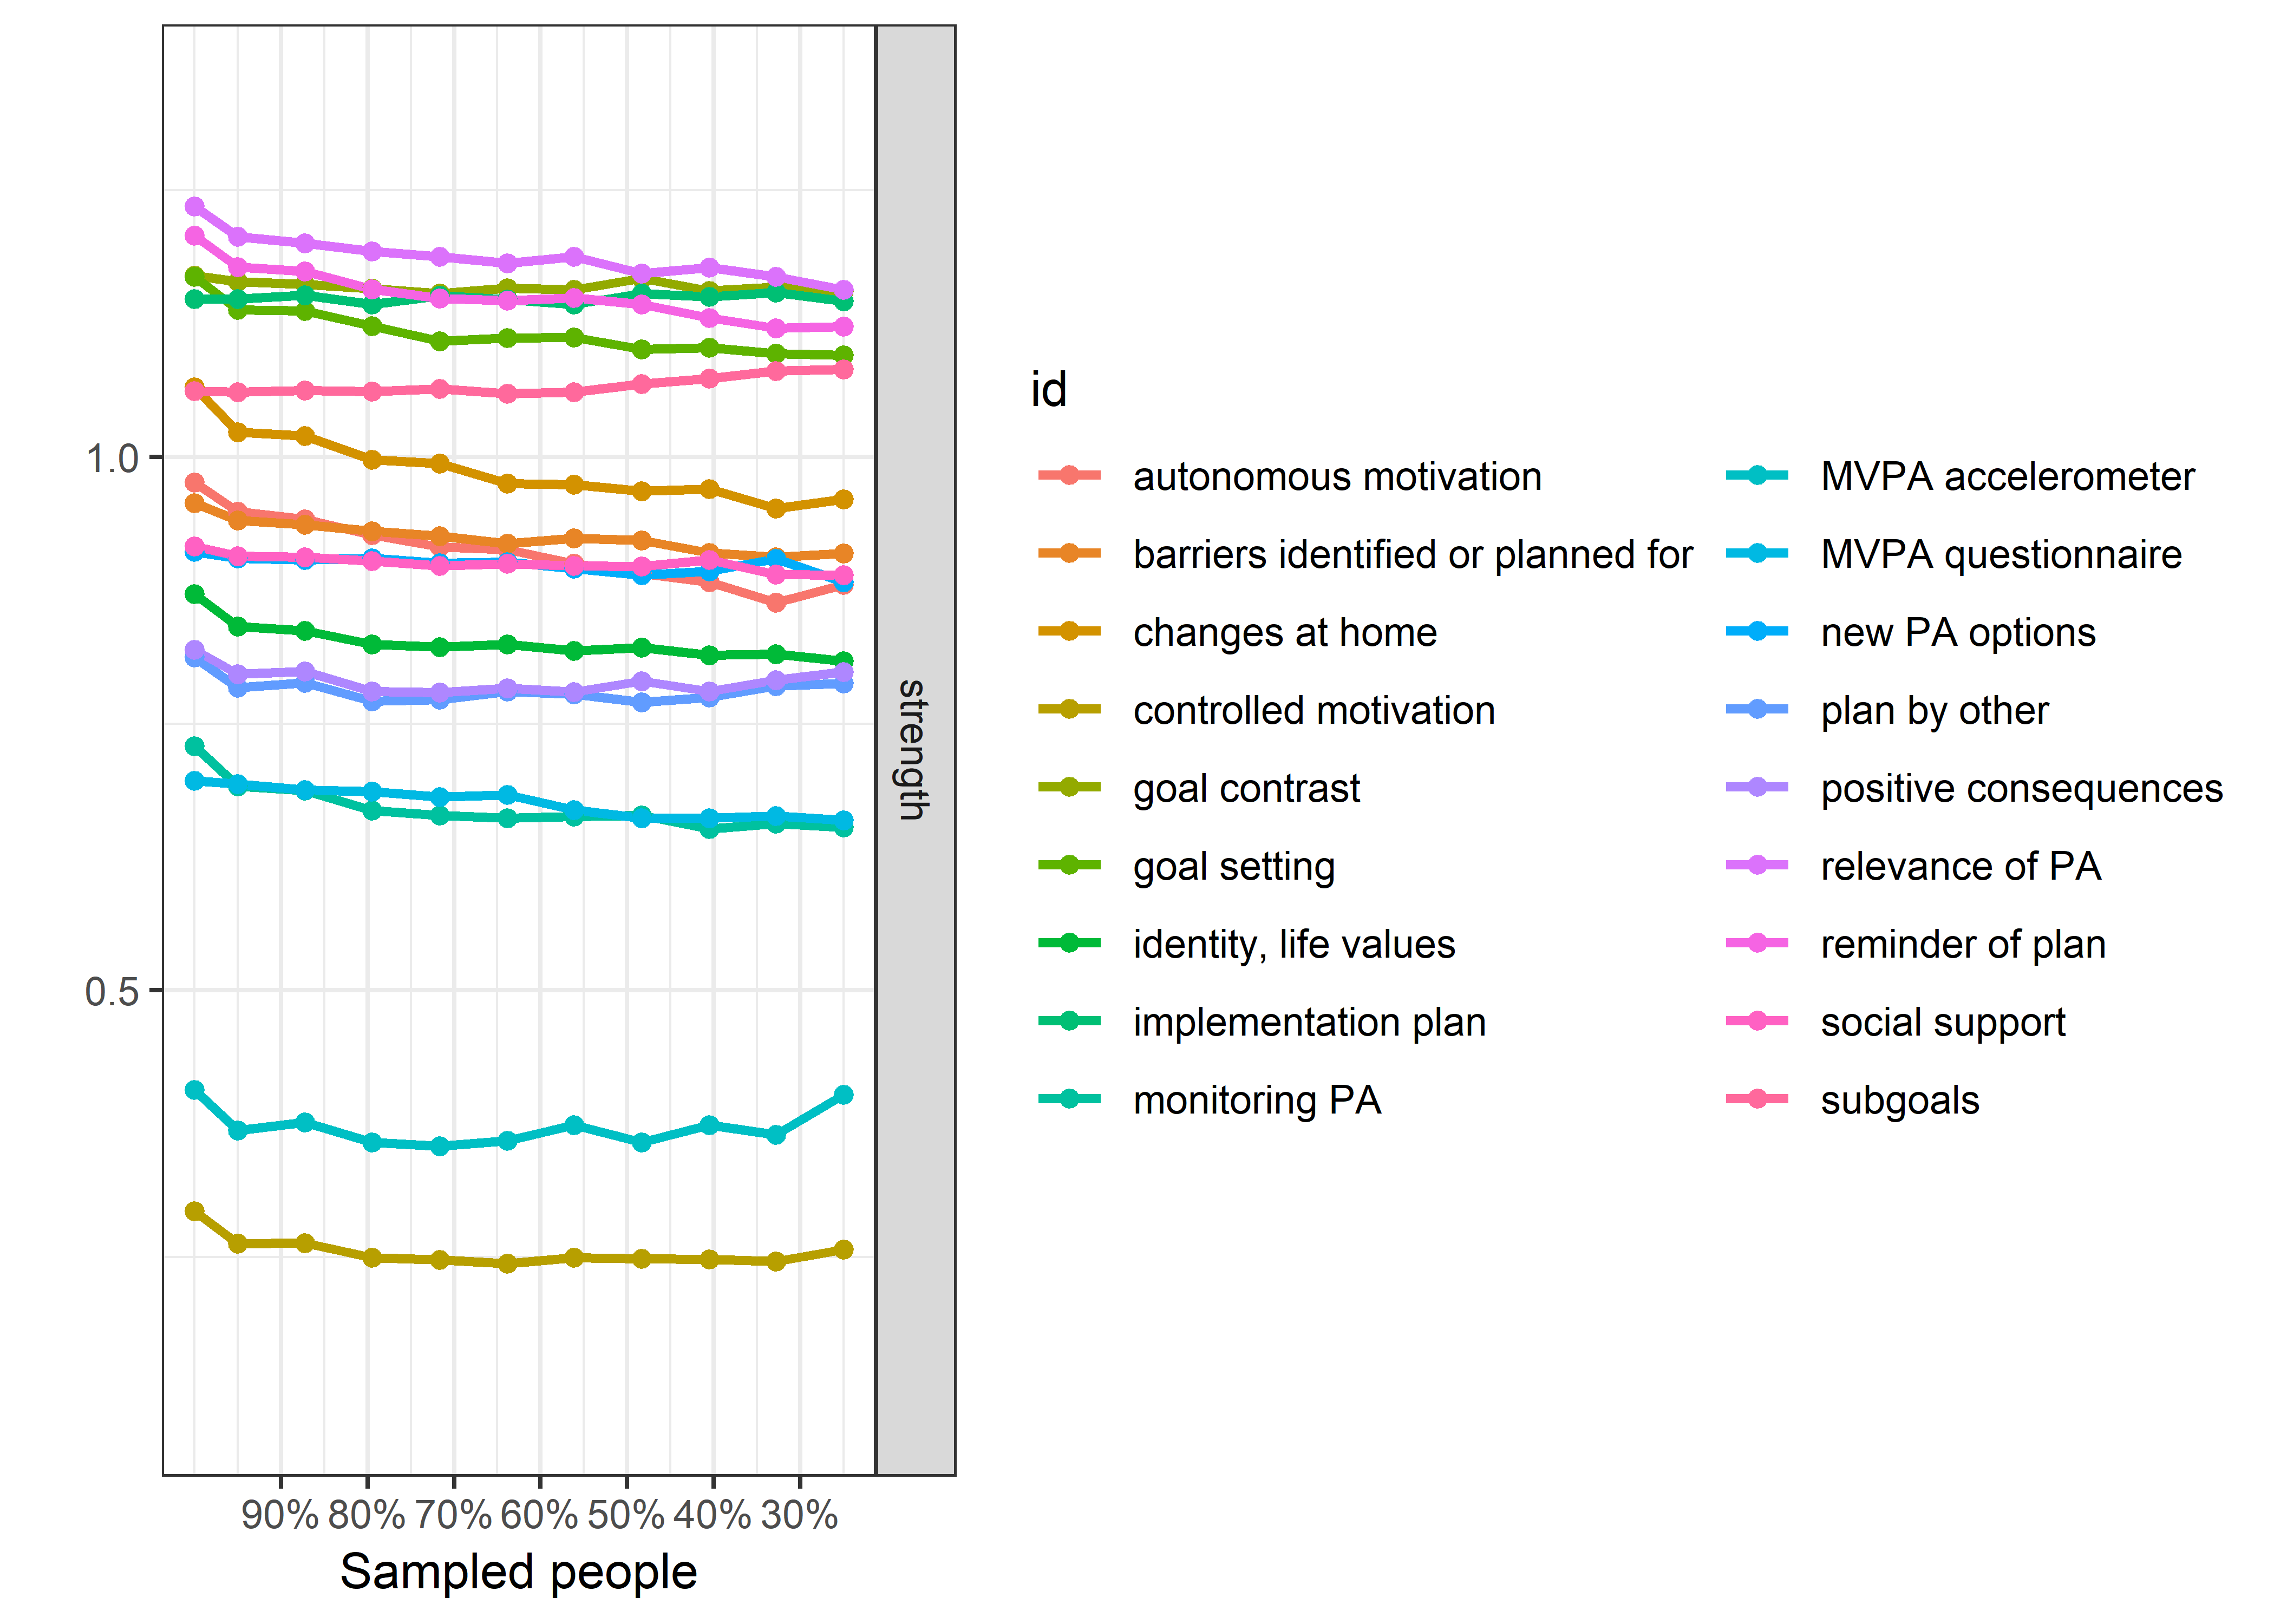 1.0
0.5
90% 80% 70% 60% 50% 40% 30%
Sampled people
strength
id
autonomous motivation
barriers identified or planned for
changes at home
controlled motivation
goal contrast
goal setting
identity, life values
implementation plan
monitoring PA
MVPA accelerometer
MVPA questionnaire
new PA options
plan by other
positive consequences
relevance of PA
reminder of plan
social support
subgoals